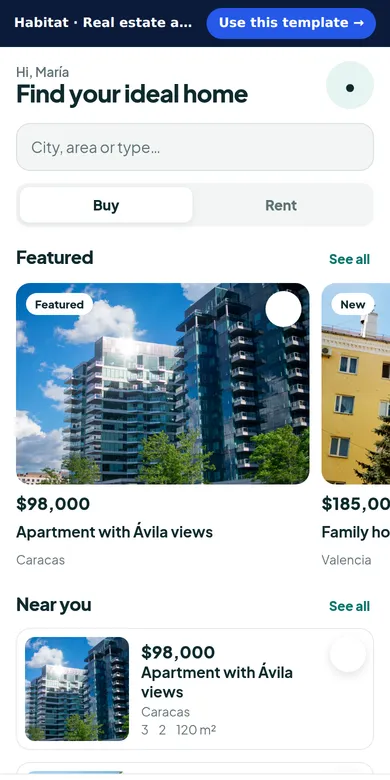 Habitat · Real estate a...
Use this template →
Hi, María
Find your ideal home
City, area or type…
Buy
Rent
Featured
See all
Featured
New
$98,000
Apartment with Ávila views
Caracas
$185,00
Family ho
Valencia
Near you
See all
$98,000
Apartment with Ávila
views
Caracas
3 2 120 m²